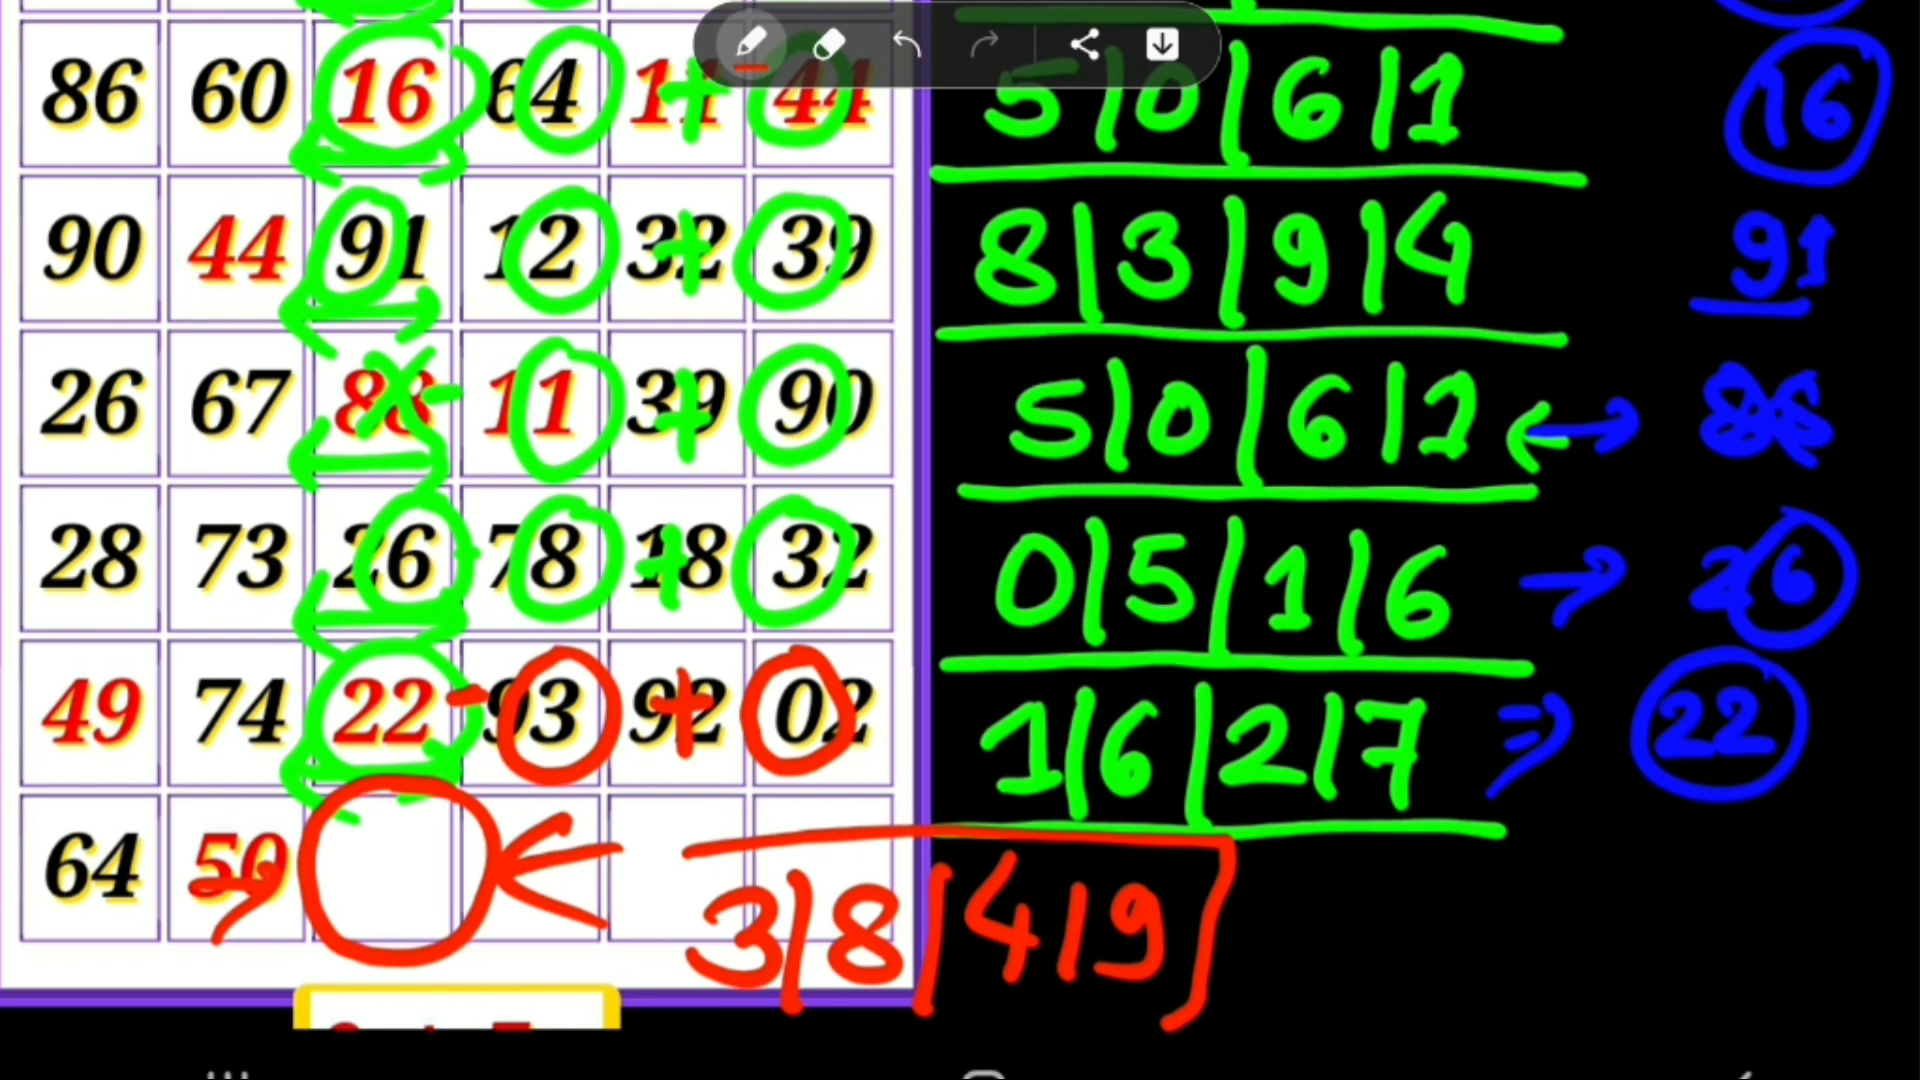 86 60 16 64 11 + 44 5|0|6|1 16
90 44 91 12 32 + 39 8|3|9|4 91
26 67 88 11 39 + 90 5|0|6|1 ↔
28 73 26 78 18 + 32 0|5|1|6 → 26
49 74 22 - 93 92 + 02 1|6|2|7 ⇒ 22
64 50
3|8|4|9